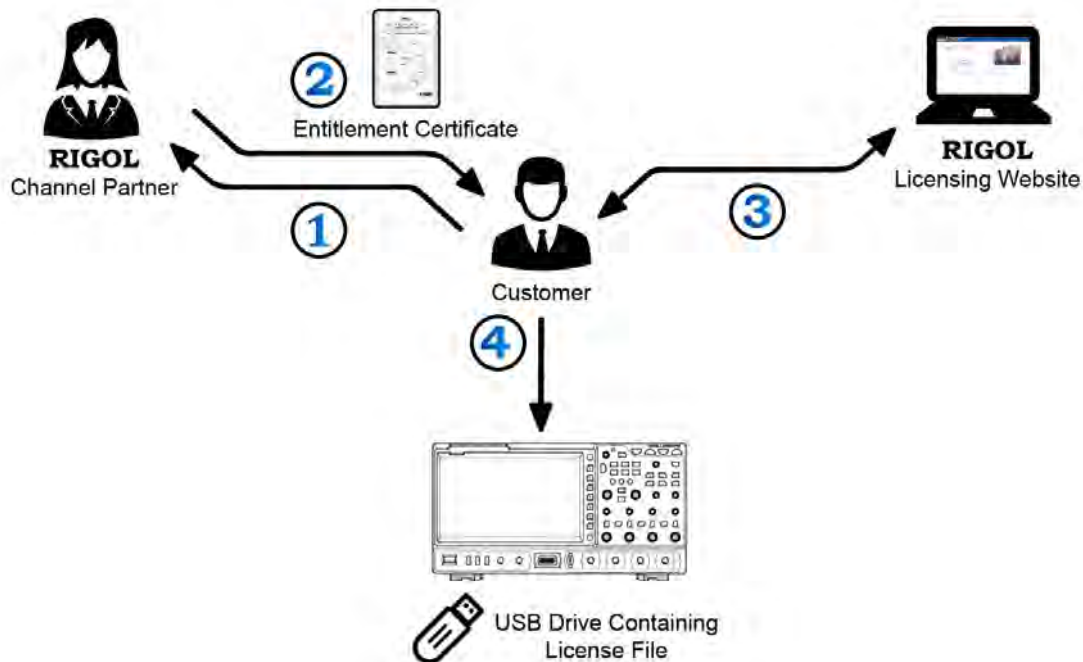 2
Entitlement Certificate
RIGOL
Channel Partner
1
RIGOL
Licensing Website
3
Customer
4
USB Drive Containing
License File